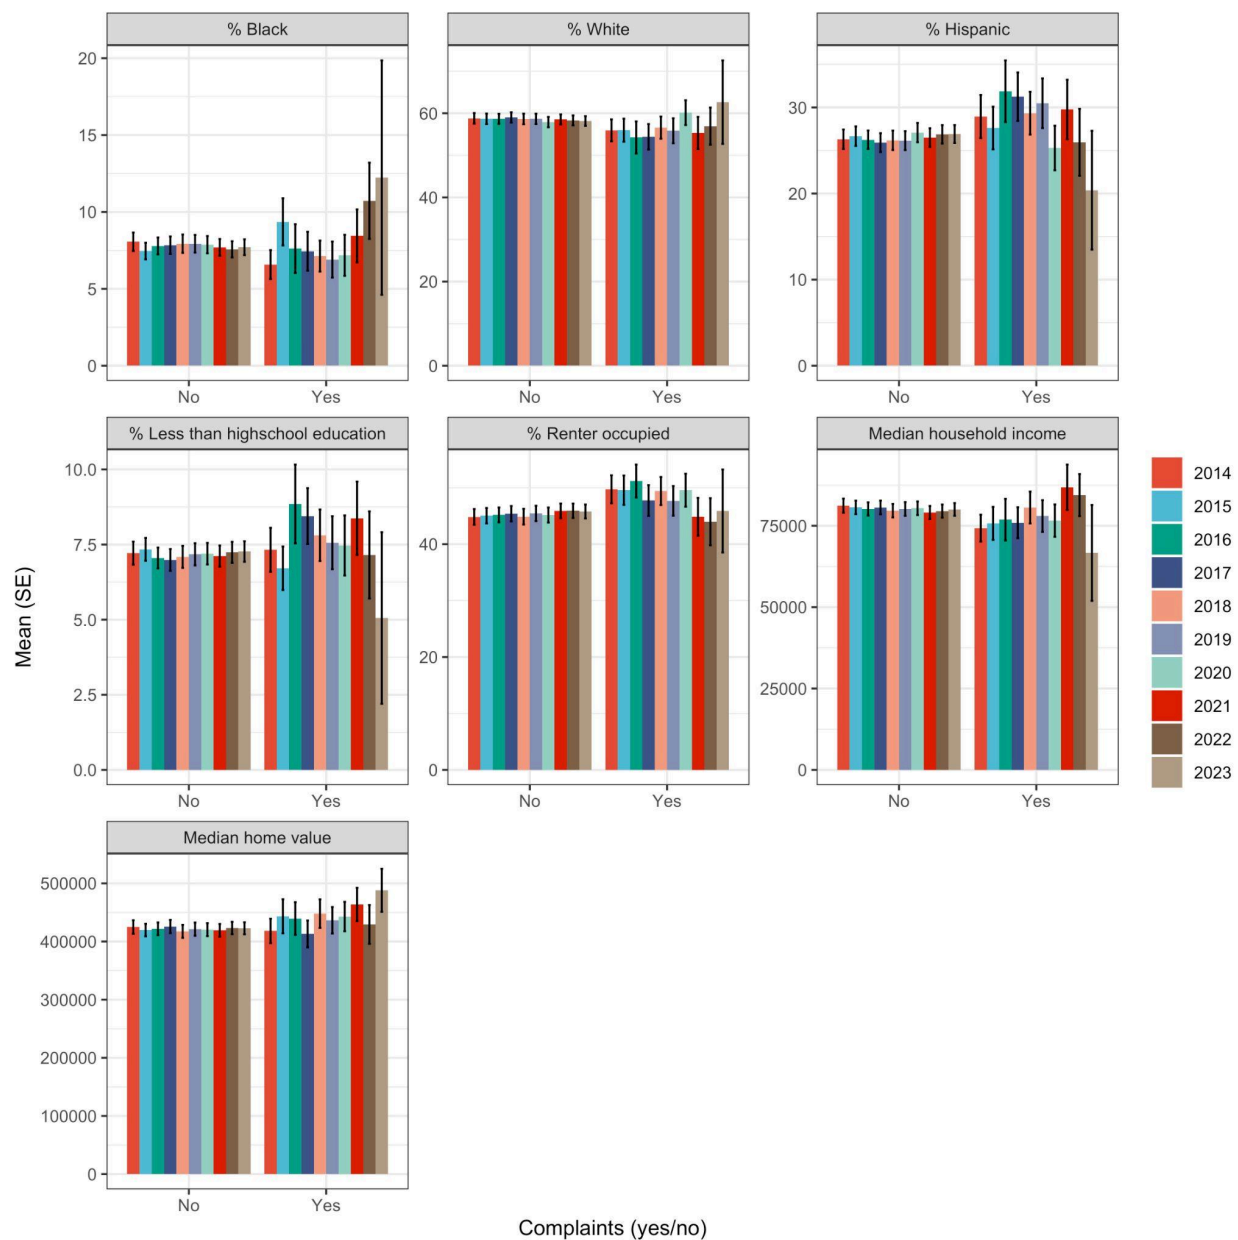 % Black
% White
% Hispanic
20
15
10
5
0
60
40
20
0
30
20
10
0
No
Yes
No
Yes
No
Yes
% Less than highschool education
% Renter occupied
Median household income
10.0
7.5
5.0
2.5
0.0
40
20
0
75000
50000
25000
0
No
Yes
No
Yes
No
Yes
2014
2015
2016
2017
2018
2019
2020
2021
2022
2023
Mean (SE)
Median home value
500000
400000
300000
200000
100000
0
No
Yes
Complaints (yes/no)